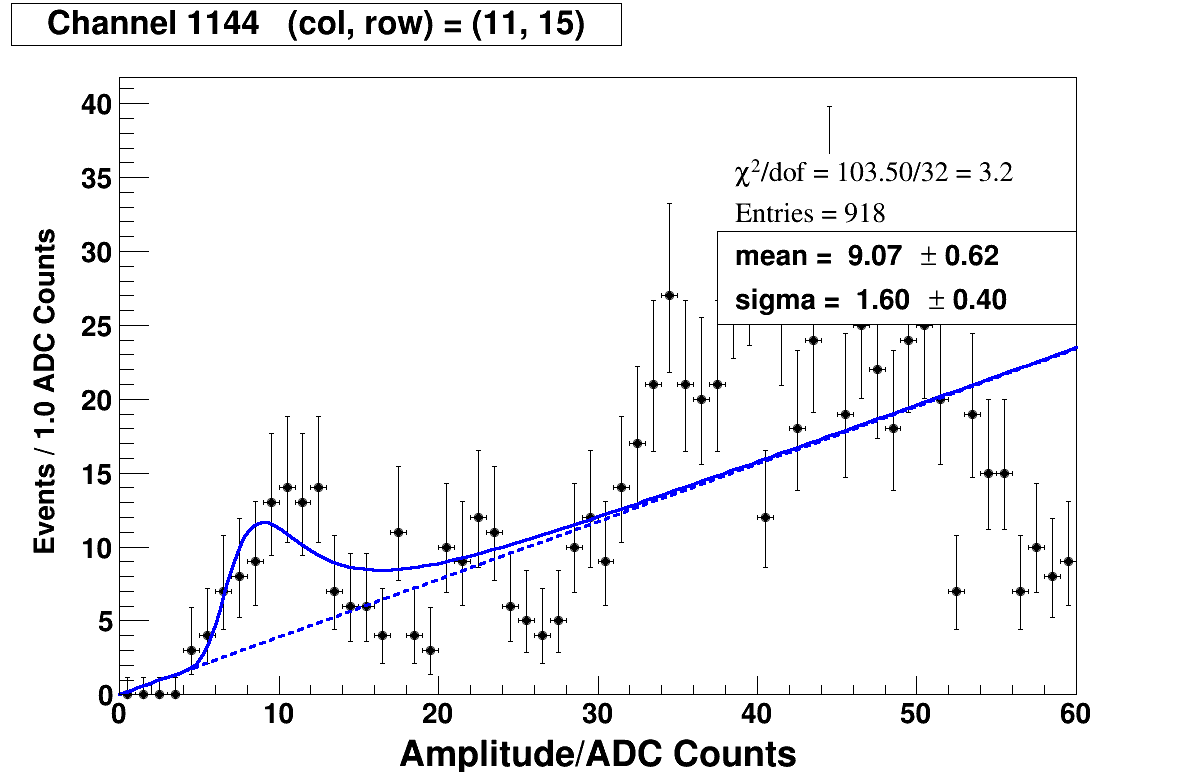 Channel 1144 (col, row) = (11, 15)
40
35
30
25
20
15
10
5
0
Events / 1.0 ADC Counts
χ²/dof = 103.50/32 = 3.2
Entries = 918
mean = 9.07 ± 0.62
sigma = 1.60 ± 0.40
0 10 20 30 40 50 60
Amplitude/ADC Counts